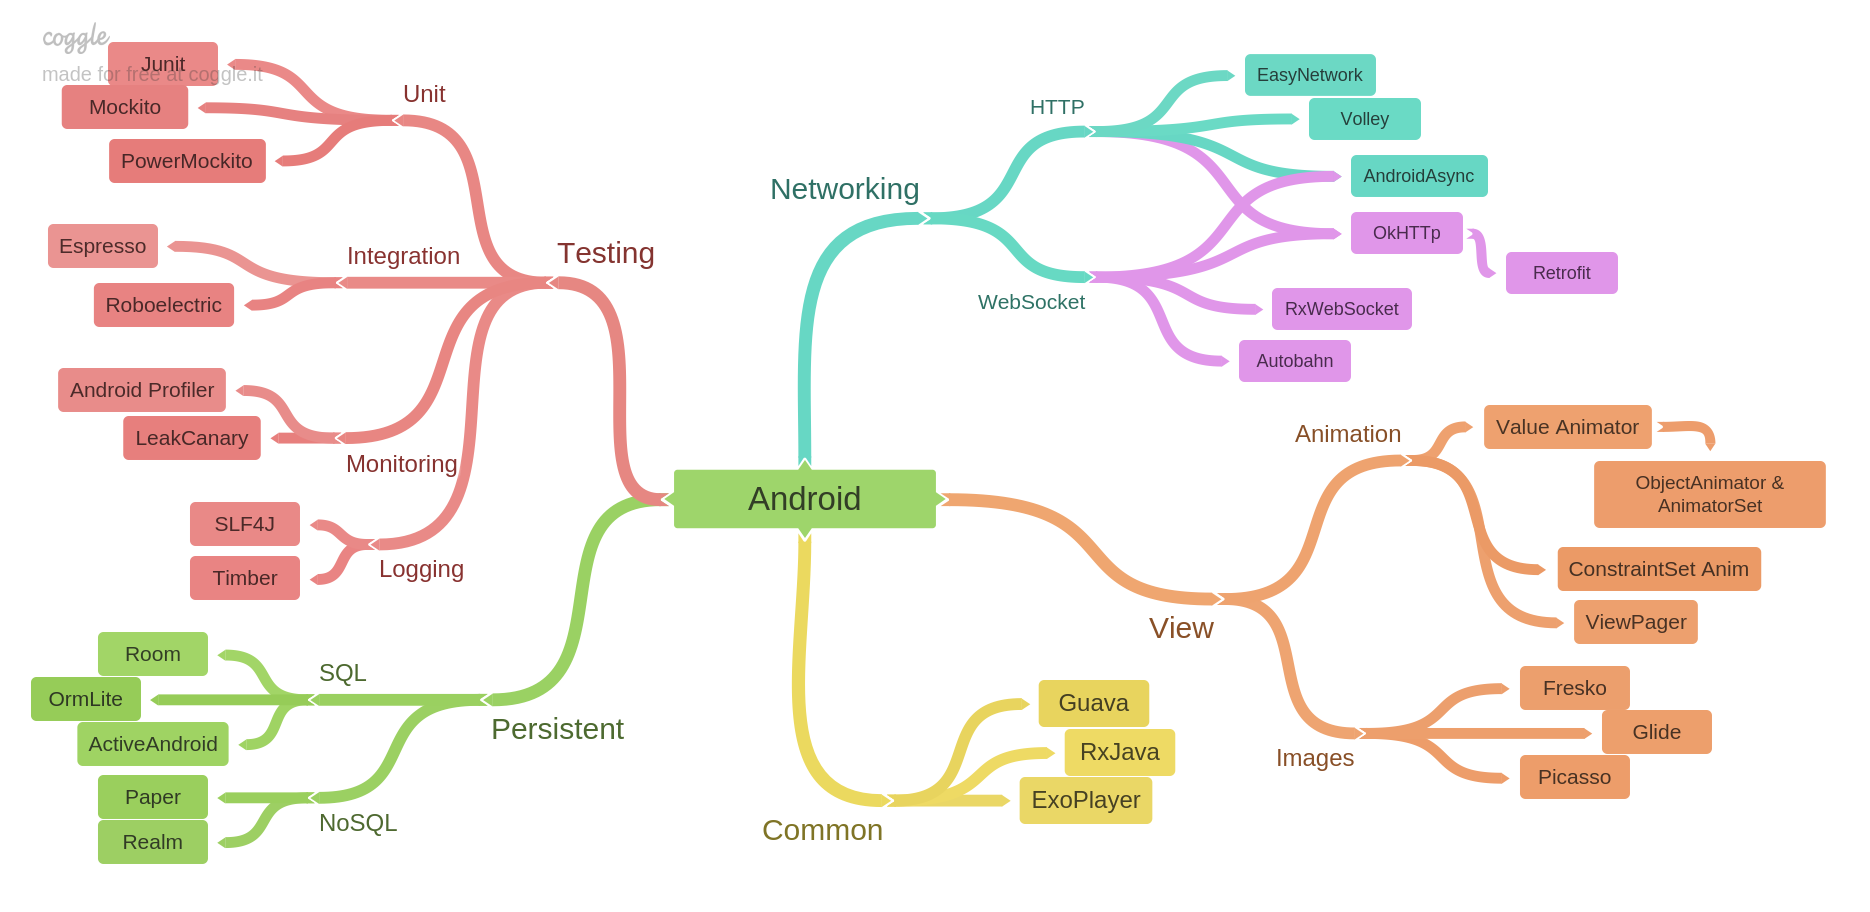 coggle
made for free at coggle.it
Junit
Mockito
PowerMockito
Unit
Espresso
Roboelectric
Integration
Testing
Android Profiler
LeakCanary
Monitoring
SLF4J
Timber
Logging
Room
OrmLite
ActiveAndroid
SQL
Persistent
Paper
Realm
NoSQL
Android
Networking
HTTP
EasyNetwork
Volley
AndroidAsync
OkHTTp
Retrofit
WebSocket
RxWebSocket
Autobahn
Animation
Value Animator
ObjectAnimator &
AnimatorSet
ConstraintSet Anim
ViewPager
View
Images
Fresko
Glide
Picasso
Common
Guava
RxJava
ExoPlayer